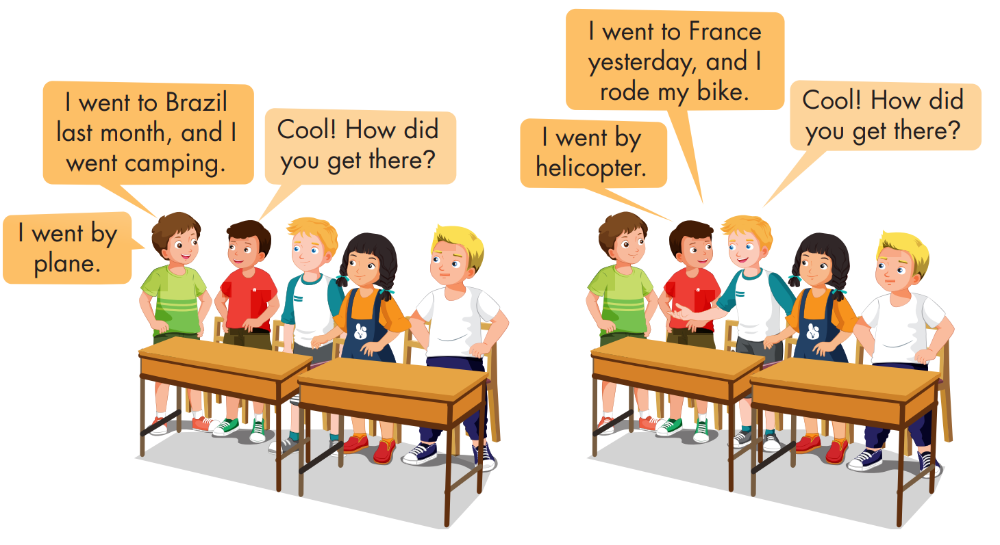 I went to Brazil
last month, and I
went camping.
Cool! How did
you get there?
I went by
plane.
I went to France
yesterday, and I
rode my bike.
Cool! How did
you get there?
I went by
helicopter.